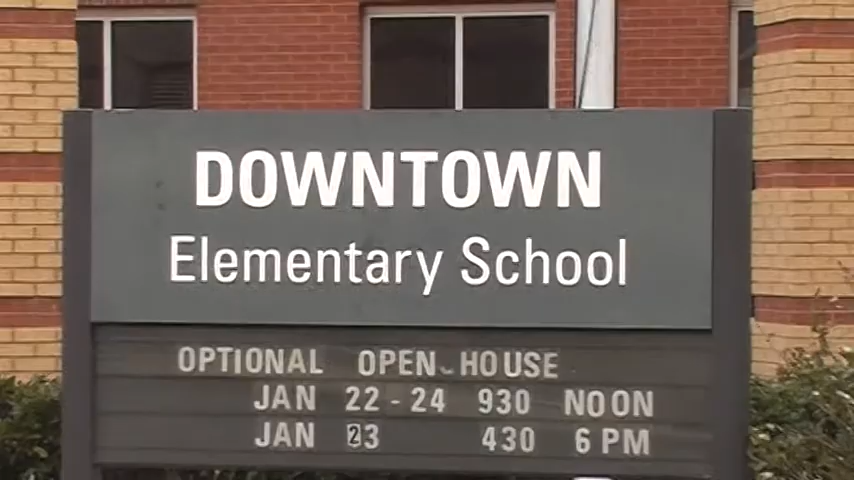 DOWNTOWN
Elementary School
OPTIONAL OPEN - HOUSE
JAN 22 - 24 930 NOON
JAN 23 430 6 PM